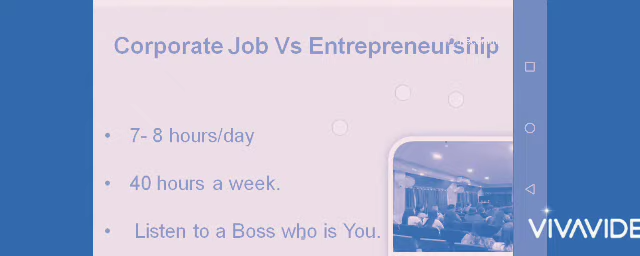 Corporate Job Vs Entrepreneurship
• 7- 8 hours/day
• 40 hours a week.
• Listen to a Boss who is You.
VIVAVIDE